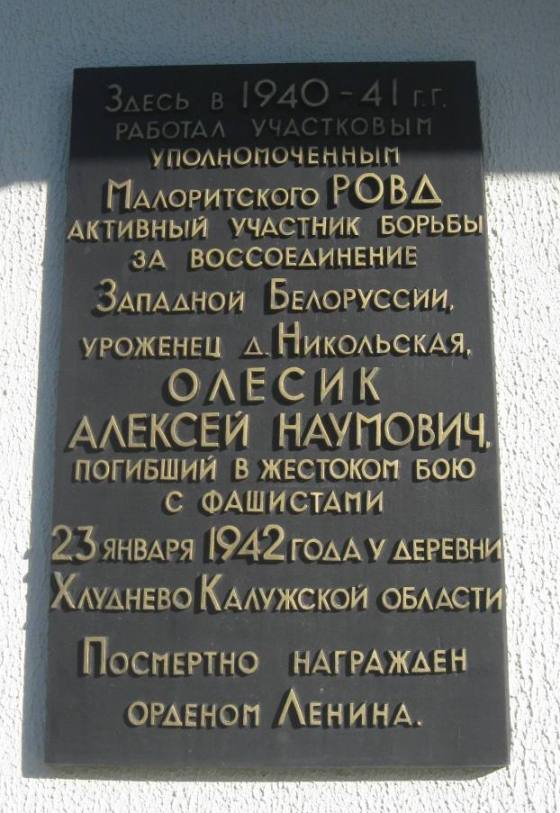 Здесь в 1940-41 г.г.
работал участковым
уполномоченным
Малоритского РОВД
активный участник борьбы
за воссоединение
Западной Белоруссии,
уроженец д. Никольская,
ОЛЕСИК
АЛЕКСЕЙ НАУМОВИЧ,
погибший в жестоком бою
с фашистами
23 января 1942 года у деревни
Хлуднево Калужской области
Посмертно награжден
орденом Ленина.